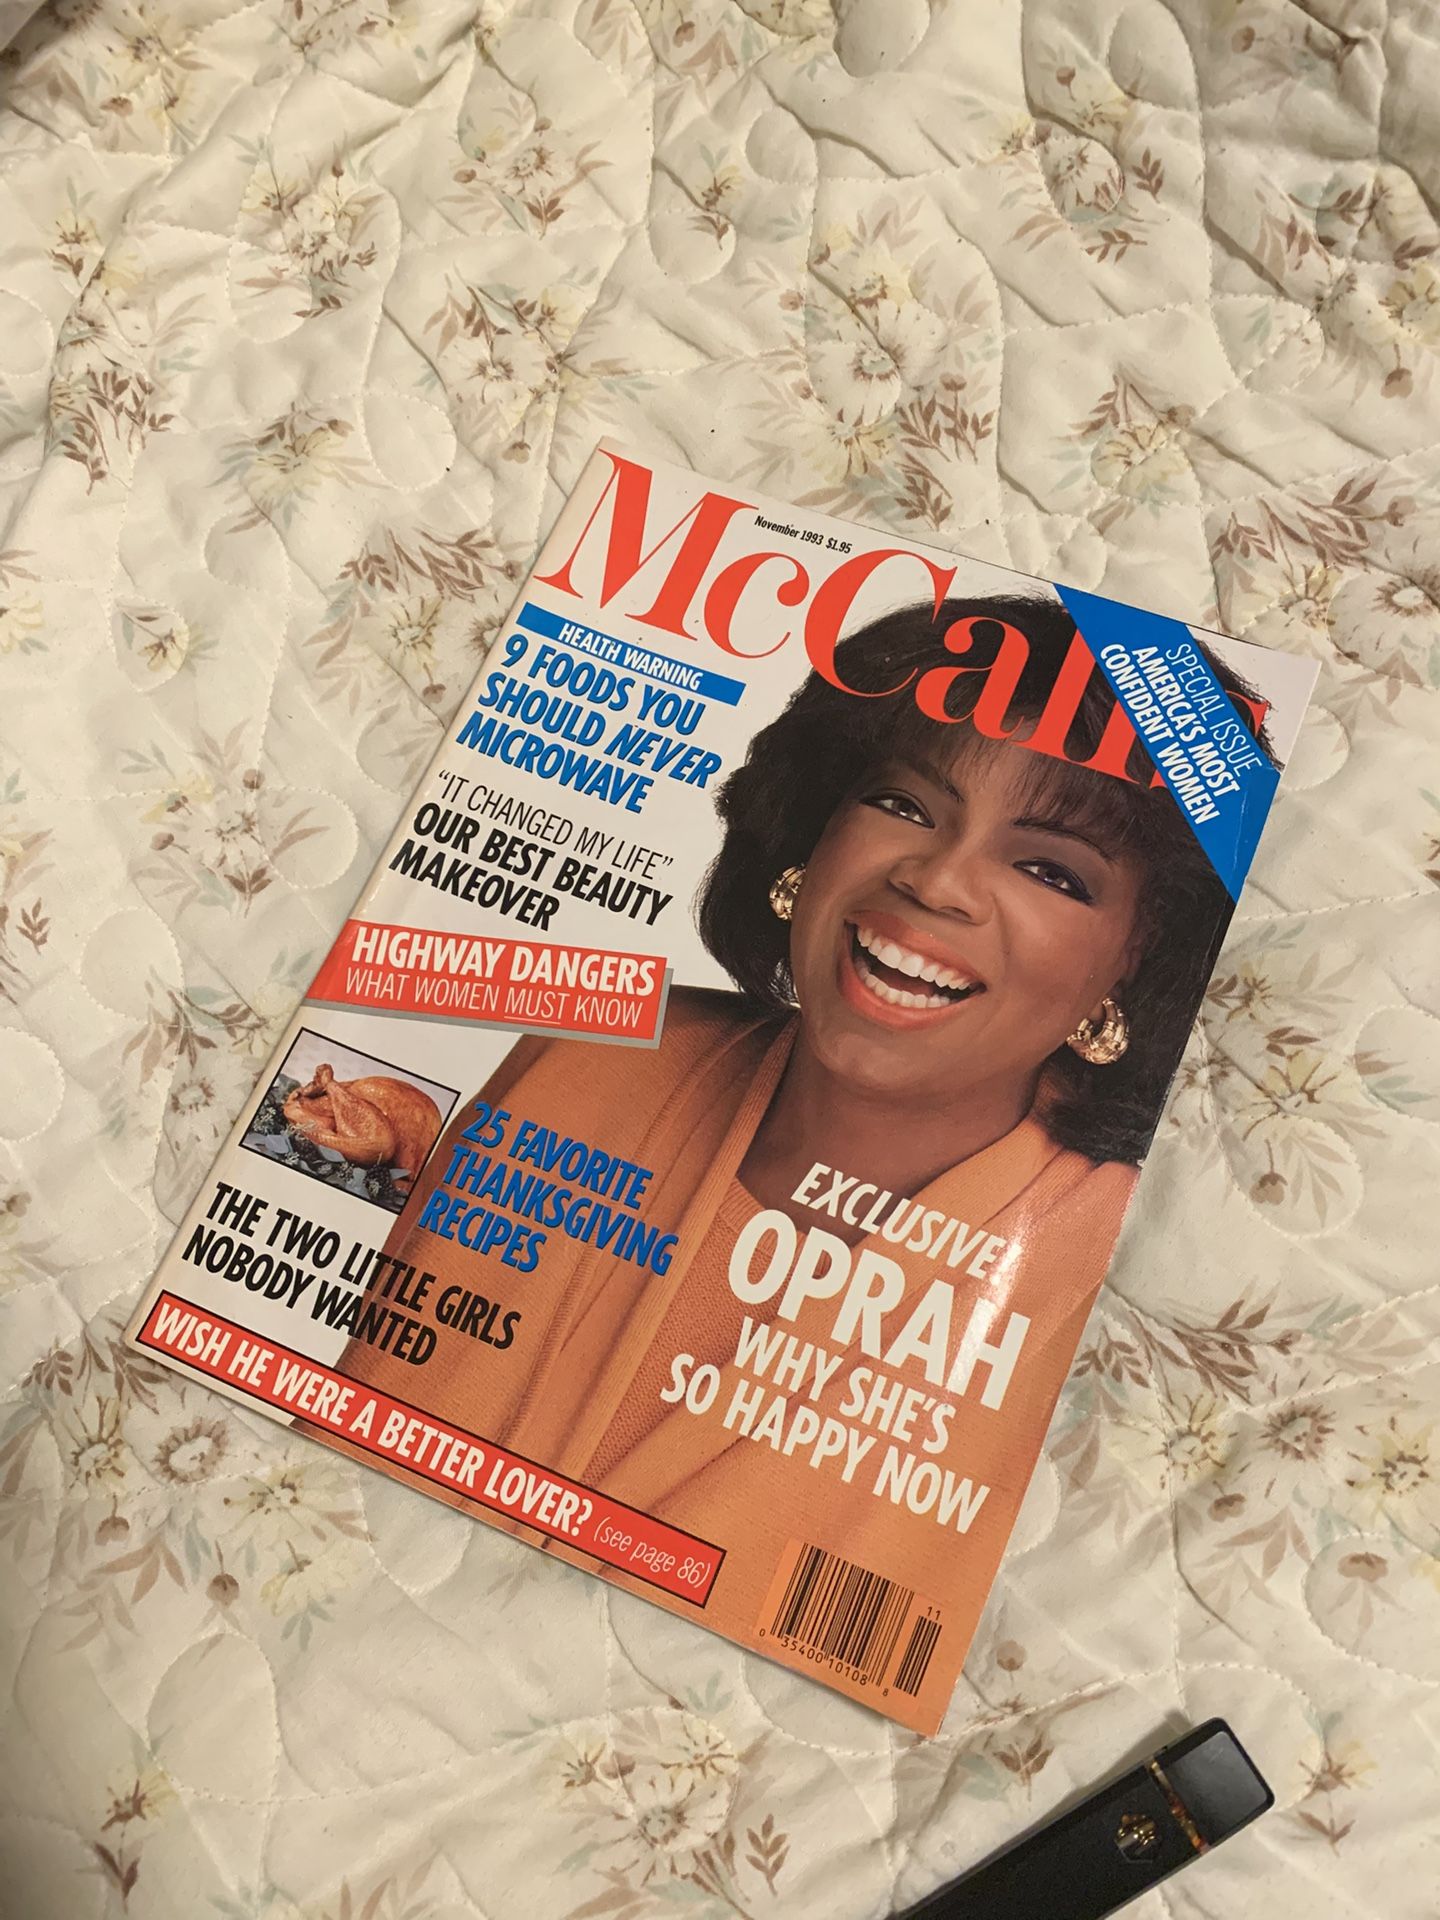 McCall's
November 1993 $1.95
SPECIAL ISSUE
AMERICA'S MOST
CONFIDENT WOMEN
HEALTH WARNING
9 FOODS YOU
SHOULD NEVER
MICROWAVE
"IT CHANGED MY LIFE"
OUR BEST BEAUTY
MAKEOVER
HIGHWAY DANGERS
WHAT WOMEN MUST KNOW
25 FAVORITE
THANKSGIVING
RECIPES
THE TWO LITTLE GIRLS
NOBODY WANTED
EXCLUSIVE!
OPRAH
WHY SHE'S
SO HAPPY NOW
WISH HE WERE A BETTER LOVER? (see page 86)
11
0 35400 10108 8